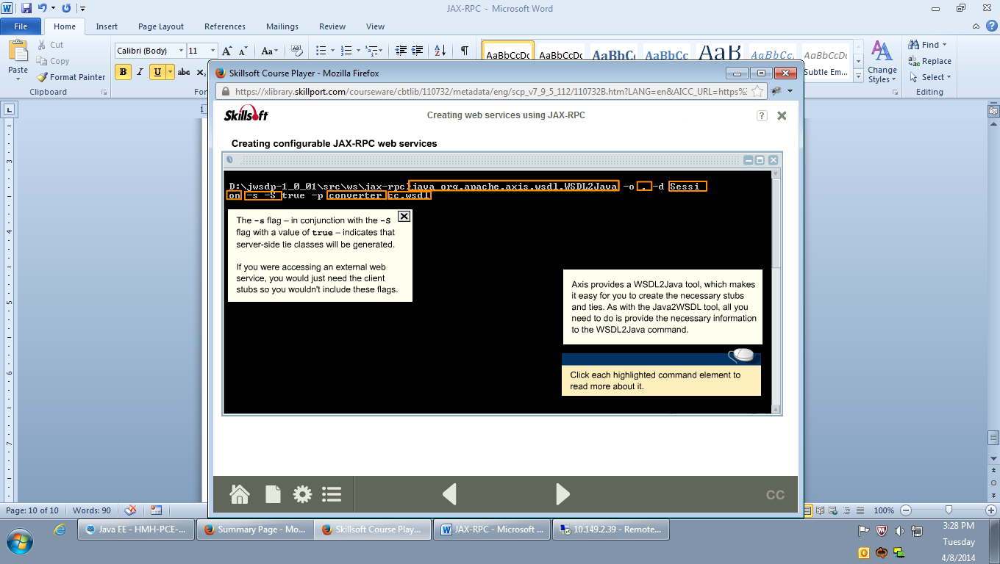 JAX-RPC - Microsoft Word
File Home Insert Page Layout References Mailings Review View
Paste
Cut
Copy
Format Painter
Clipboard
Calibri (Body) 11
B I U abc
AaBbCcDc AaBbCcDc AaBbCc AaBbCc AaB AaBbCc. AaBbCcDc
Subtle Em...
Change
Styles
Find
Replace
Select
Editing
Skillsoft Course Player - Mozilla Firefox
https://xlibrary.skillport.com/courseware/cbtlib/110732/metadata/eng/scp_v7_9_5_112/110732B.htm?LANG=en&AICC_URL=https%3
Skillsoft
Creating web services using JAX-RPC
?
Creating configurable JAX-RPC web services
D:\jwsdp-1_0_01\src\ws\jax-rpc>java org.apache.axis.wsdl.WSDL2Java -o . -d Sessi
on -s -S true -p converter cc.wsdl
The -s flag – in conjunction with the -S
flag with a value of true – indicates that
server-side tie classes will be generated.
If you were accessing an external web
service, you would just need the client
stubs so you wouldn't include these flags.
Axis provides a WSDL2Java tool, which makes
it easy for you to create the necessary stubs
and ties. As with the Java2WSDL tool, all you
need to do is provide the necessary information
to the WSDL2Java command.
Click each highlighted command element to
read more about it.
CC
3
4
5
6
7
Page: 10 of 10 Words: 90
100%
Java EE - HMH-PCE-... Summary Page - Mo... Skillsoft Course Play... JAX-RPC - Microsoft ... 10.149.2.39 - Remote...
3:28 PM
Tuesday
4/8/2014